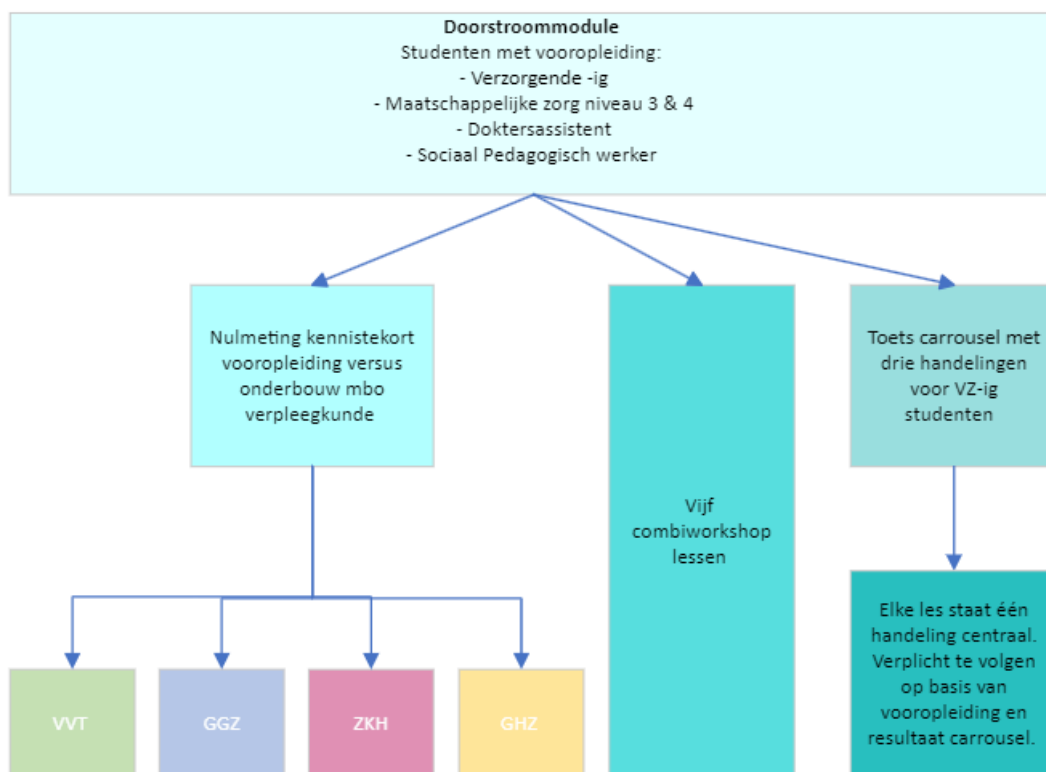 Doorstroommodule
Studenten met vooropleiding:
- Verzorgende -ig
- Maatschappelijke zorg niveau 3 & 4
- Doktersassistent
- Sociaal Pedagogisch werker
Nulmeting kennistekort
vooropleiding versus
onderbouw mbo
verpleegkunde
Vijf
combiworkshop
lessen
Toets carrousel met
drie handelingen
voor VZ-ig
studenten
Elke les staat één
handeling centraal.
Verplicht te volgen
op basis van
vooropleiding en
resultaat carrousel.
VVT
GGZ
ZKH
GHZ